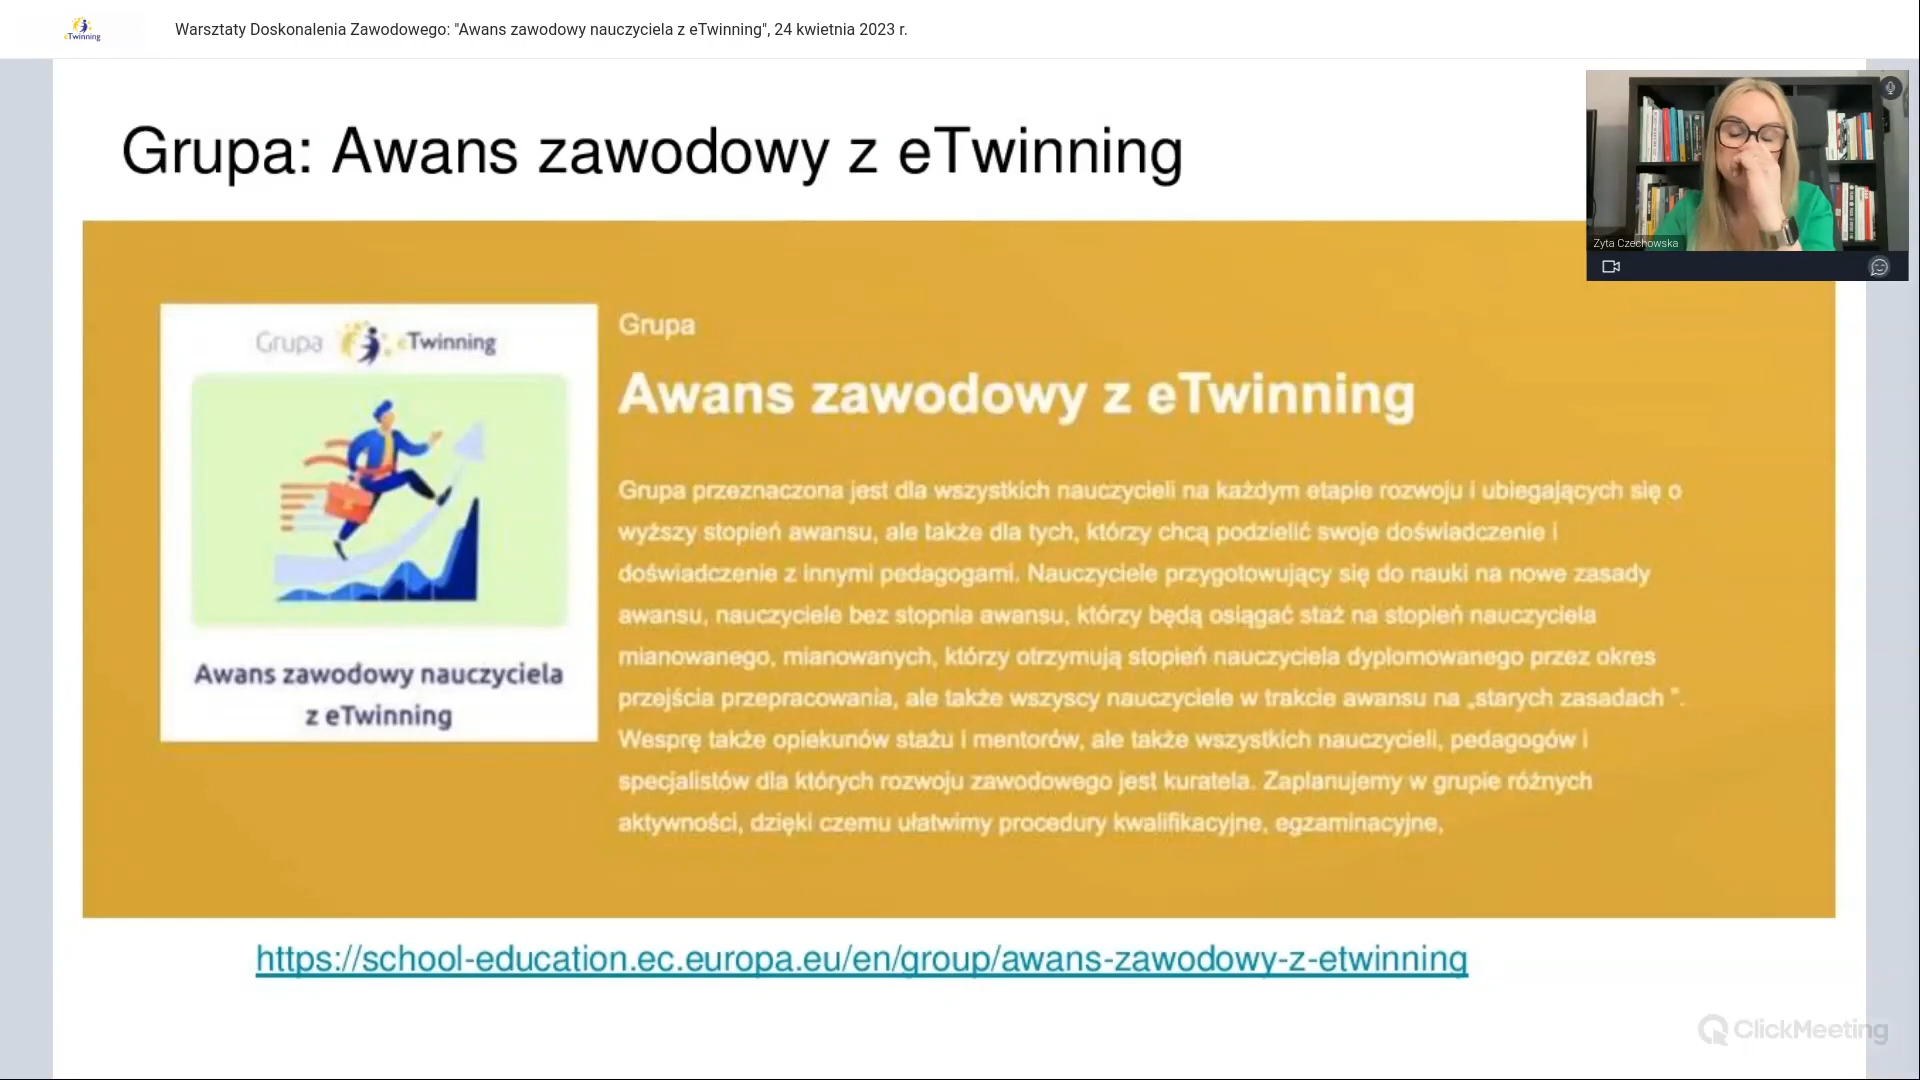 eTwinning
Warsztaty Doskonalenia Zawodowego: "Awans zawodowy nauczyciela z eTwinning", 24 kwietnia 2023 r.
Grupa: Awans zawodowy z eTwinning
Zyta Czechowska
Grupa eTwinning
Awans zawodowy nauczyciela
z eTwinning
Grupa
Awans zawodowy z eTwinning
Grupa przeznaczona jest dla wszystkich nauczycieli na każdym etapie rozwoju i ubiegających się o
wyższy stopień awansu, ale także dla tych, którzy chcą podzielić swoje doświadczenie i
doświadczenie z innymi pedagogami. Nauczyciele przygotowujący się do nauki na nowe zasady
awansu, nauczyciele bez stopnia awansu, którzy będą osiągać staż na stopień nauczyciela
mianowanego, mianowanych, którzy otrzymują stopień nauczyciela dyplomowanego przez okres
przejścia przepracowania, ale także wszyscy nauczyciele w trakcie awansu na „starych zasadach ”.
Wesprę także opiekunów stażu i mentorów, ale także wszystkich nauczycieli, pedagogów i
specjalistów dla których rozwoju zawodowego jest kuratela. Zaplanujemy w grupie różnych
aktywności, dzięki czemu ułatwimy procedury kwalifikacyjne, egzaminacyjne,
https://school-education.ec.europa.eu/en/group/awans-zawodowy-z-etwinning
ClickMeeting